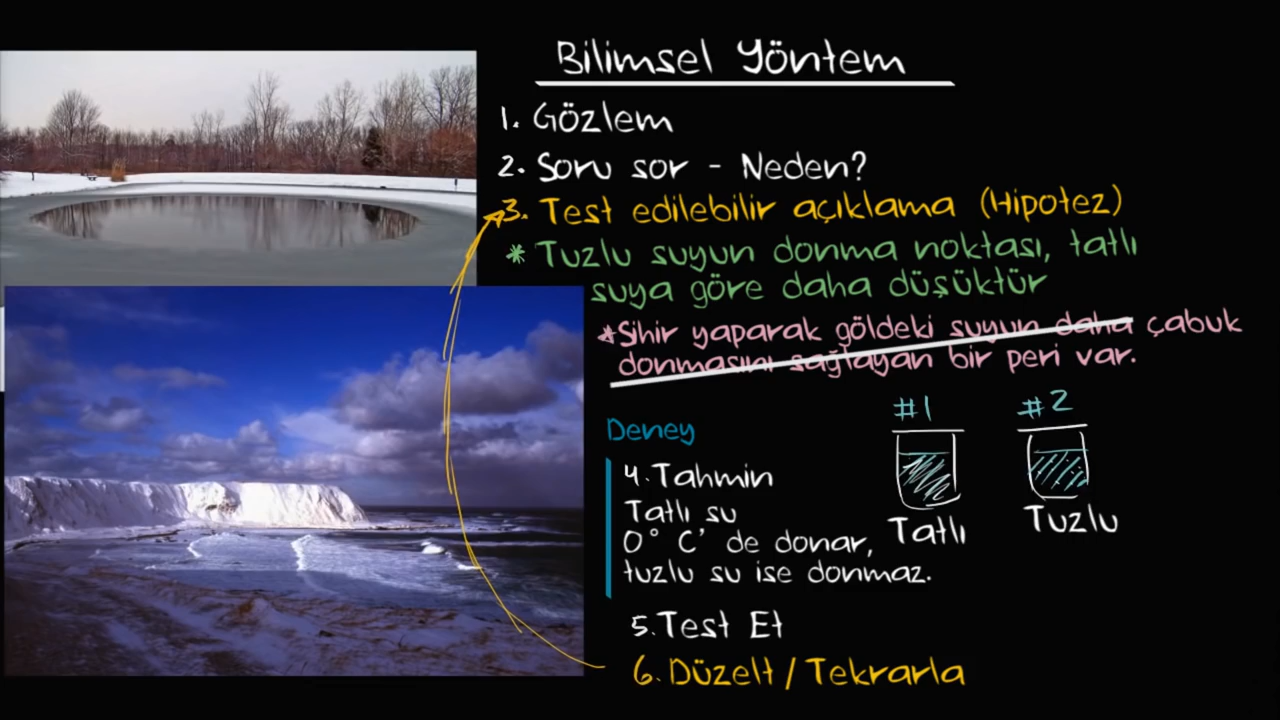 Bilimsel Yöntem
1. Gözlem
2. Soru sor - Neden?
3. Test edilebilir açıklama (Hipotez)
* Tuzlu suyun donma noktası, tatlı
suya göre daha düşüktür
*Sihir yaparak göldeki suyun daha çabuk
donmasını sağlayan bir peri var.
#1 #2
Deney
4. Tahmin
Tatlı su
0° C' de donar,
tuzlu su ise donmaz.
Tatlı Tuzlu
5. Test Et
6. Düzelt / Tekrarla